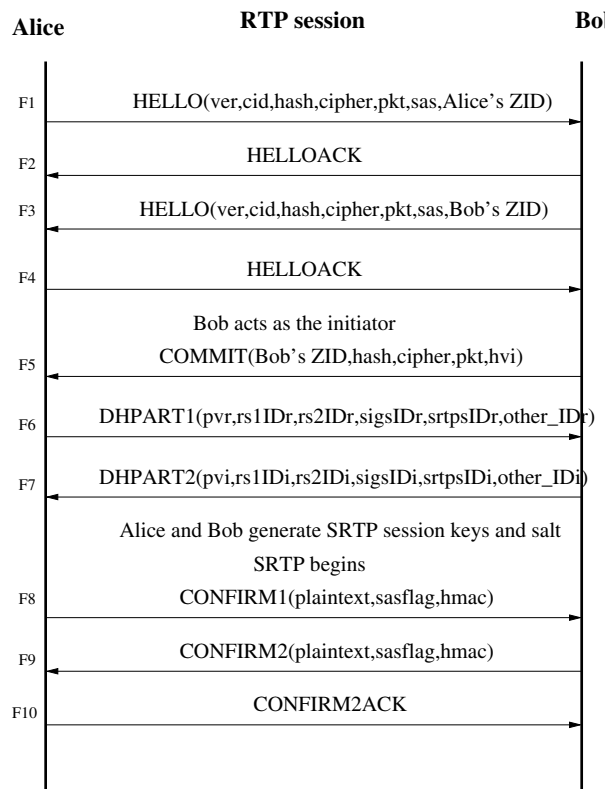 Alice RTP session Bob
F1 HELLO(ver,cid,hash,cipher,pkt,sas,Alice's ZID)
F2 HELLOACK
F3 HELLO(ver,cid,hash,cipher,pkt,sas,Bob's ZID)
F4 HELLOACK
Bob acts as the initiator
F5 COMMIT(Bob's ZID,hash,cipher,pkt,hvi)
F6 DHPART1(pvr,rs1IDr,rs2IDr,sigsIDr,srtpsIDr,other_IDr)
F7 DHPART2(pvi,rs1IDi,rs2IDi,sigsIDi,srtpsIDi,other_IDi)
Alice and Bob generate SRTP session keys and salt
SRTP begins
F8 CONFIRM1(plaintext,sasflag,hmac)
F9 CONFIRM2(plaintext,sasflag,hmac)
F10 CONFIRM2ACK